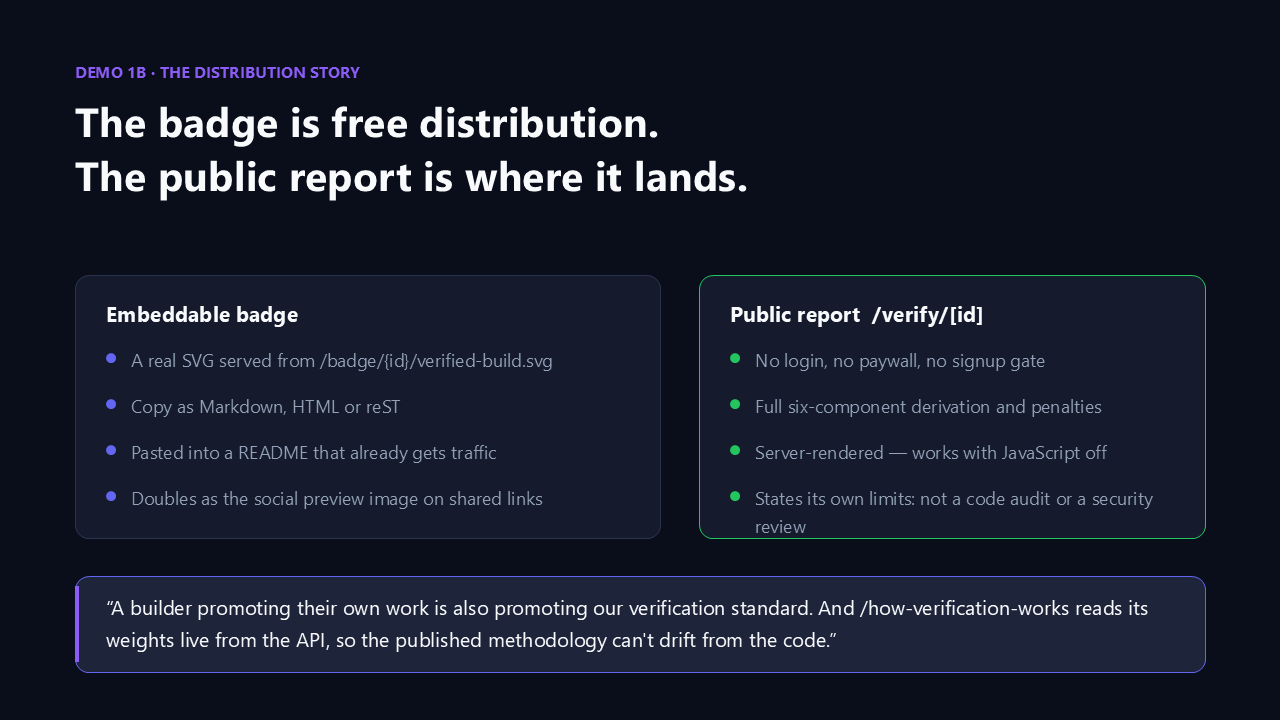 DEMO 1B · THE DISTRIBUTION STORY
The badge is free distribution.
The public report is where it lands.
Embeddable badge
A real SVG served from /badge/{id}/verified-build.svg
Copy as Markdown, HTML or reST
Pasted into a README that already gets traffic
Doubles as the social preview image on shared links
Public report /verify/[id]
No login, no paywall, no signup gate
Full six-component derivation and penalties
Server-rendered — works with JavaScript off
States its own limits: not a code audit or a security
review
“A builder promoting their own work is also promoting our verification standard. And /how-verification-works reads its
weights live from the API, so the published methodology can't drift from the code.”